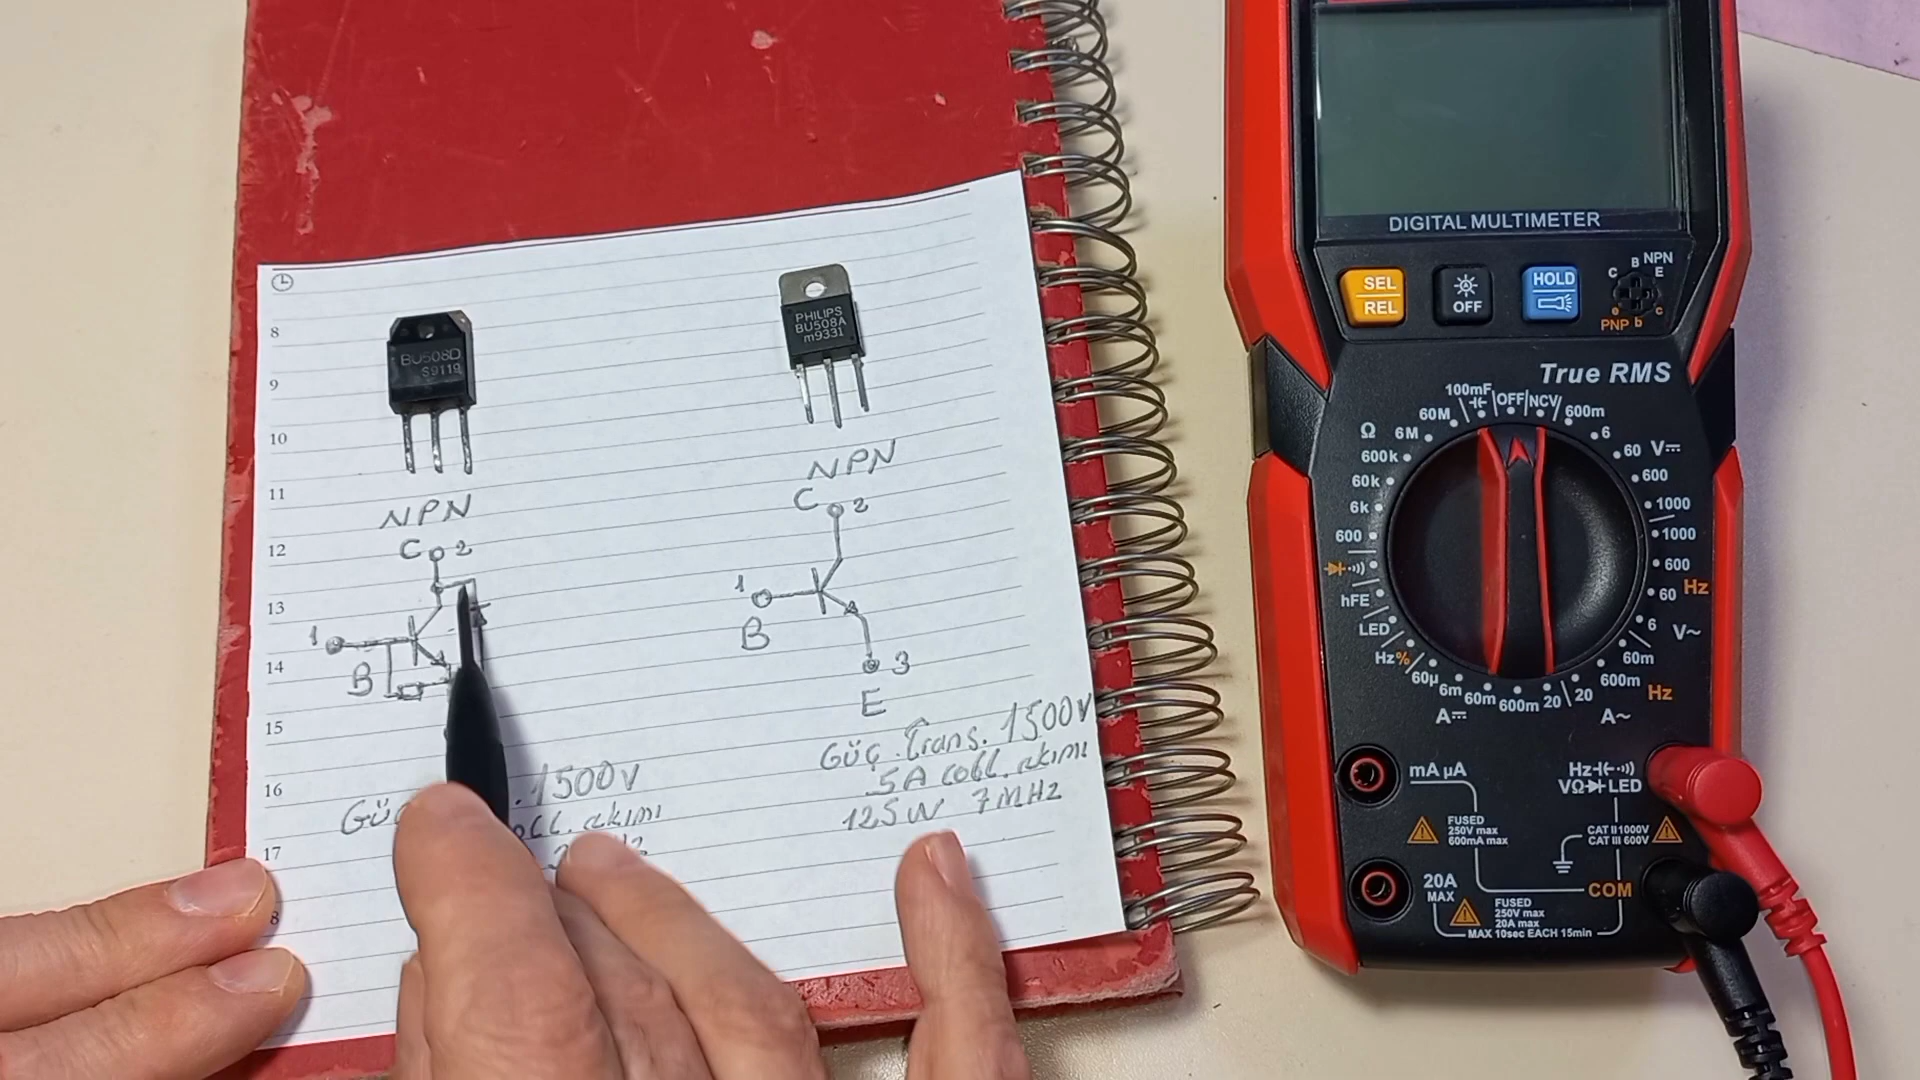 8
9
10
11
12
13
14
15
16
17
8
BU508D
S9119
NPN
C 2
1
B
1500V
coll. akımı
PHILIPS
BU508A
m9331
NPN
C 2
1
B
3
E
Güç Trans. 1500V
5A coll. akımı
125W 7MHz
DIGITAL MULTIMETER
SEL
REL
OFF
HOLD
NPN
B
C E
e c
PNP b
True RMS
100mF OFF NCV 600m
60M 6
Ω 6M 60 V
600k 600
60k 1000
6k 1000
600 600 Hz
60
hFE 6 V~
LED 60m
Hz% 600m Hz
60µ 6m 60m 600m 20 20
A A~
mA µA
Hz
VΩ LED
FUSED
250V max
600mA max
CAT II 1000V
CAT III 600V
20A
MAX
COM
FUSED
250V max
20A max
MAX 10sec EACH 15min